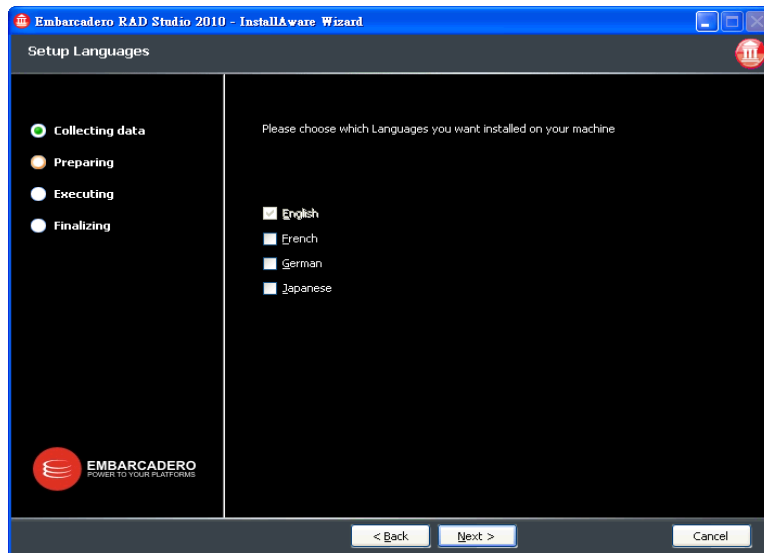 Embarcadero RAD Studio 2010 - InstallAware Wizard
Setup Languages
Collecting data
Preparing
Executing
Finalizing
Please choose which Languages you want installed on your machine
English
French
German
Japanese
EMBARCADERO
POWER TO YOUR PLATFORMS
< Back
Next >
Cancel